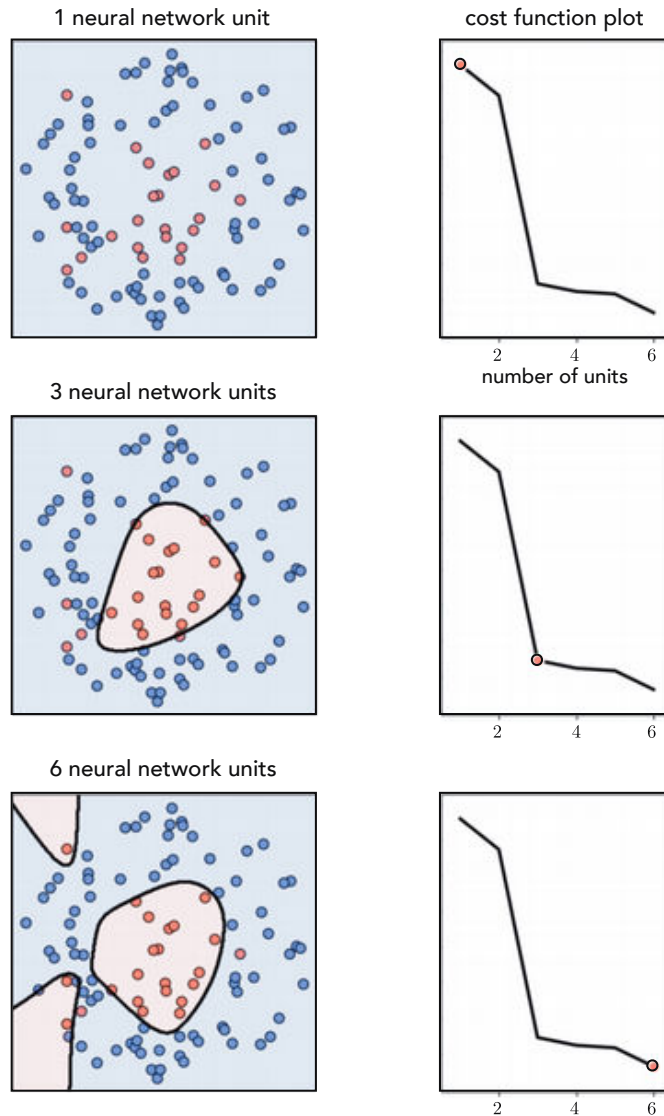 1 neural network unit
cost function plot
2 4 6
number of units
3 neural network units
2 4 6
6 neural network units
2 4 6